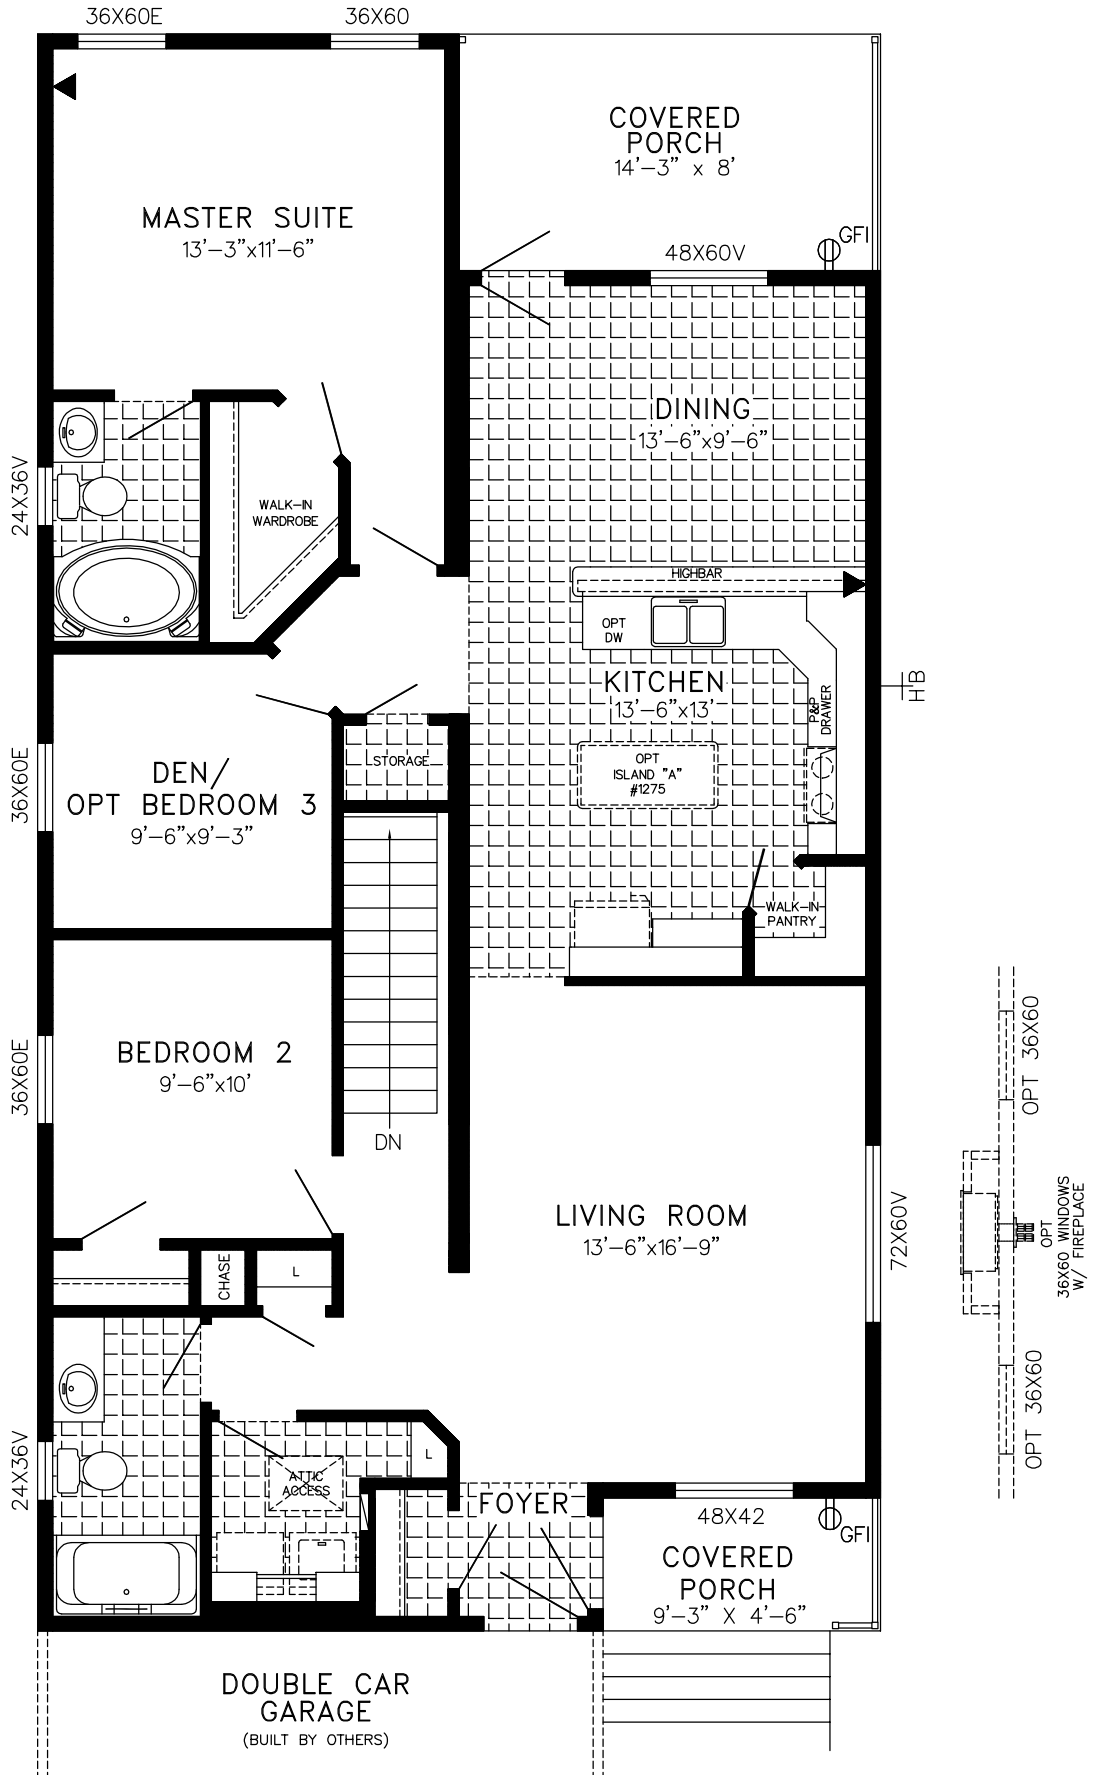 36X60E
36X60
COVERED
PORCH
14'-3" x 8'
MASTER SUITE
13'-3"x11'-6"
GFI
48X60V
DINING
13'-6"x9'-6"
24X36V
WALK-IN
WARDROBE
HIGHBAR
OPT
DW
KITCHEN
13'-6"x13'
P&P
DRAWER
HB
STORAGE
OPT
ISLAND "A"
#1275
36X60E
DEN/
OPT BEDROOM 3
9'-6"x9'-3"
WALK-IN
PANTRY
36X60E
BEDROOM 2
9'-6"x10'
DN
OPT 36X60
LIVING ROOM
13'-6"x16'-9"
72X60V
OPT
36X60 WINDOWS
W/ FIREPLACE
CHASE
L
OPT 36X60
24X36V
L
ATTIC
ACCESS
FOYER
48X42
GFI
COVERED
PORCH
9'-3" X 4'-6"
DOUBLE CAR
GARAGE
(BUILT BY OTHERS)